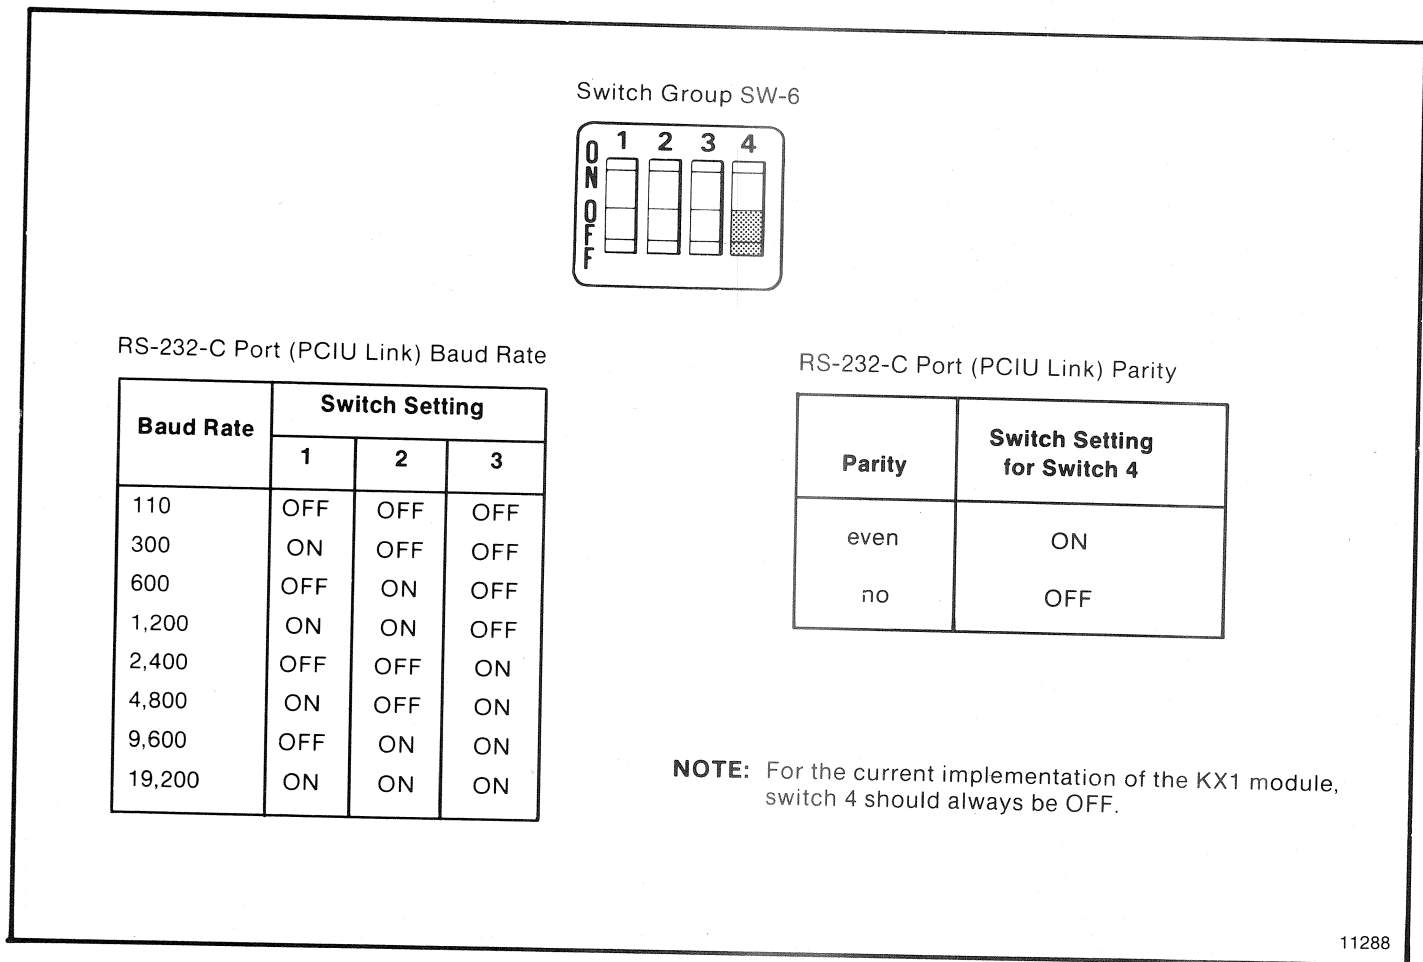 Switch Group SW-6
1 2 3 4
ON
OFF
RS-232-C Port (PCIU Link) Baud Rate
Baud Rate Switch Setting
1 2 3
110 OFF OFF OFF
300 ON OFF OFF
600 OFF ON OFF
1,200 ON ON OFF
2,400 OFF OFF ON
4,800 ON OFF ON
9,600 OFF ON ON
19,200 ON ON ON
RS-232-C Port (PCIU Link) Parity
Parity Switch Setting
for Switch 4
even ON
no OFF
NOTE: For the current implementation of the KX1 module,
switch 4 should always be OFF.
11288